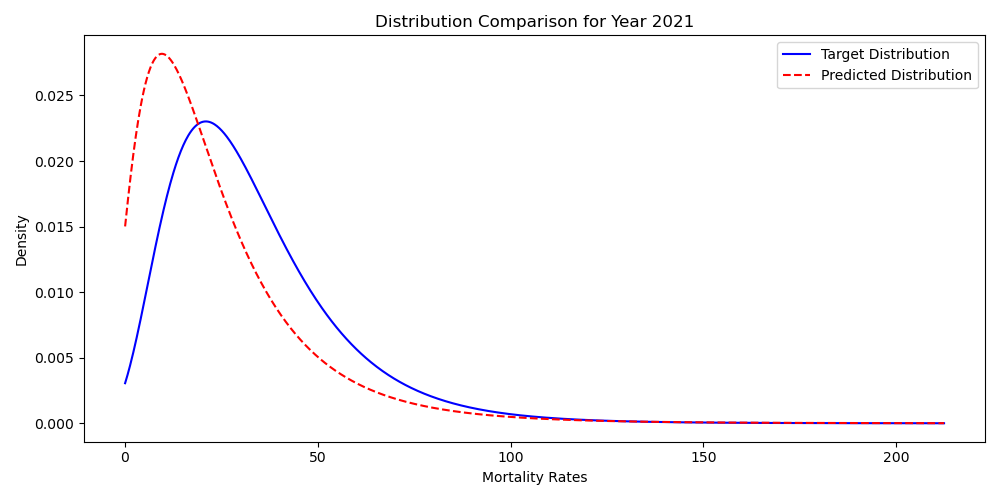 Distribution Comparison for Year 2021
Target Distribution
Predicted Distribution
Density
0.025
0.020
0.015
0.010
0.005
0.000
0 50 100 150 200
Mortality Rates